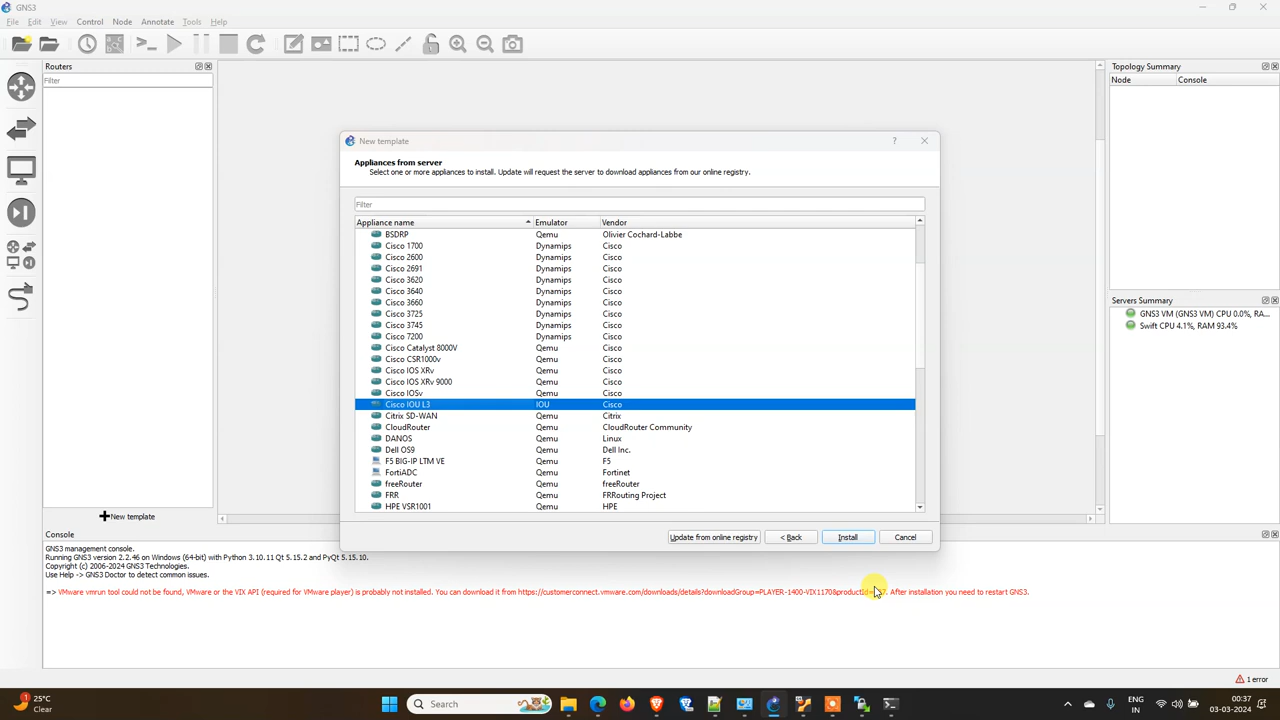 GNS3
File Edit View Control Node Annotate Tools Help
Routers
Filter
New template
Topology Summary
Node Console
Servers Summary
GNS3 VM (GNS3 VM) CPU 0.0%, RA...
Swift CPU 4.1%, RAM 93.4%
New template
Appliances from server
Select one or more appliances to install. Update will request the server to download appliances from our online registry.
Filter
Appliance name Emulator Vendor
BSDRP Qemu Olivier Cochard-Labbe
Cisco 1700 Dynamips Cisco
Cisco 2600 Dynamips Cisco
Cisco 2691 Dynamips Cisco
Cisco 3620 Dynamips Cisco
Cisco 3640 Dynamips Cisco
Cisco 3660 Dynamips Cisco
Cisco 3725 Dynamips Cisco
Cisco 3745 Dynamips Cisco
Cisco 7200 Dynamips Cisco
Cisco Catalyst 8000V Qemu Cisco
Cisco CSR1000v Qemu Cisco
Cisco IOS XRv Qemu Cisco
Cisco IOS XRv 9000 Qemu Cisco
Cisco IOSv Qemu Cisco
Cisco IOU L3 IOU Cisco
Citrix SD-WAN Qemu Citrix
CloudRouter Qemu CloudRouter Community
DANOS Qemu Linux
Dell OS9 Qemu Dell Inc.
F5 BIG-IP LTM VE Qemu F5
FortiADC Qemu Fortinet
freeRouter Qemu freeRouter
FRR Qemu FRRouting Project
HPE VSR1001 Qemu HPE
Update from online registry < Back Install Cancel
Console
GNS3 management console.
Running GNS3 version 2.2.46 on Windows (64-bit) with Python 3.10.11 Qt 5.15.2 and PyQt 5.15.10.
Copyright (c) 2006-2024 GNS3 Technologies.
Use Help -> GNS3 Doctor to detect common issues.
=> VMware vmrun tool could not be found, VMware or the VIX API (required for VMware player) is probably not installed. You can download it from https://customerconnect.vmware.com/downloads/details?downloadGroup=PLAYER-1400-VIX1170&product After installation you need to restart GNS3.
1 error
1
25°C
Clear
Search
ENG
IN
00:37
03-03-2024